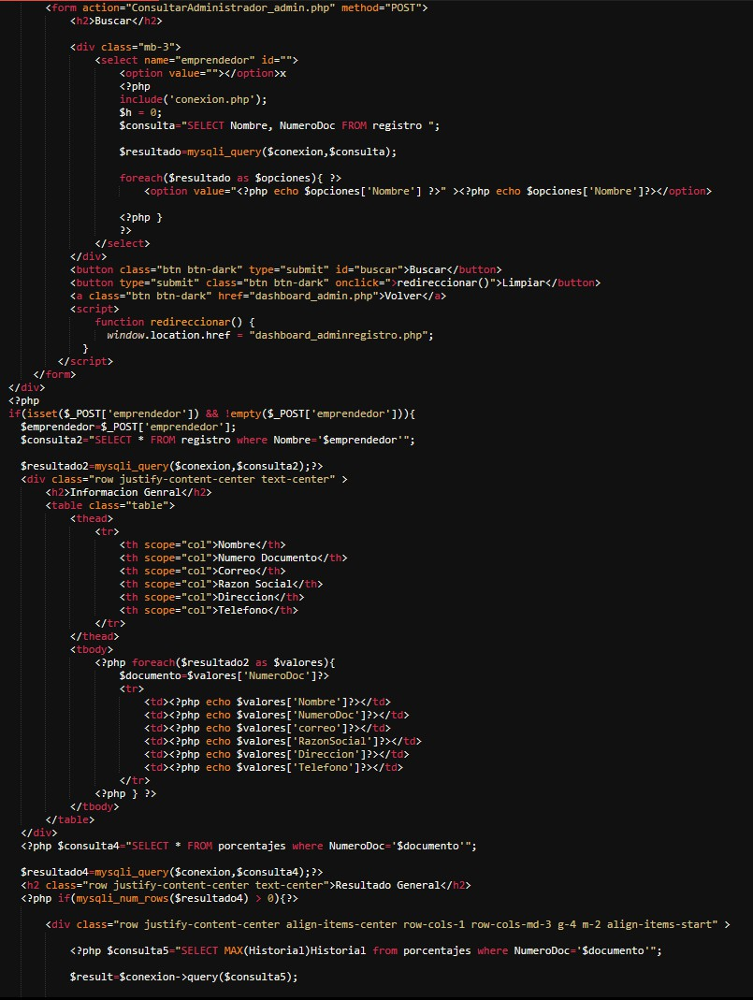 <form action="ConsultarAdministrador_admin.php" method="POST">
<h2>Buscar</h2>
<div class="mb-3">
<select name="emprendedor" id="">
<option value=""></option>x
<?php
include('conexion.php');
$h = 0;
$consulta="SELECT Nombre, NumeroDoc FROM registro ";
$resultado=mysqli_query($conexion,$consulta);
foreach($resultado as $opciones){ ?>
<option value="<?php echo $opciones['Nombre'] ?>" ><?php echo $opciones['Nombre']?></option>
<?php }
?>
</select>
</div>
<button class="btn btn-dark" type="submit" id="buscar">Buscar</button>
<button type="submit" class="btn btn-dark" onclick=">redireccionar()">Limpiar</button>
<a class="btn btn-dark" href="dashboard_admin.php">Volver</a>
<script>
function redireccionar() {
window.location.href = "dashboard_adminregistro.php";
}
</script>
</form>
</div>
<?php
if(isset($_POST['emprendedor']) && !empty($_POST['emprendedor'])){
$emprendedor=$_POST['emprendedor'];
$consulta2="SELECT * FROM registro where Nombre='$emprendedor'";
$resultado2=mysqli_query($conexion,$consulta2);?>
<div class="row justify-content-center text-center" >
<h2>Informacion Genral</h2>
<table class="table">
<thead>
<tr>
<th scope="col">Nombre</th>
<th scope="col">Numero Documento</th>
<th scope="col">Correo</th>
<th scope="col">Razon Social</th>
<th scope="col">Direccion</th>
<th scope="col">Telefono</th>
</tr>
</thead>
<tbody>
<?php foreach($resultado2 as $valores){
$documento=$valores['NumeroDoc']?>
<tr>
<td><?php echo $valores['Nombre']?></td>
<td><?php echo $valores['NumeroDoc']?></td>
<td><?php echo $valores['correo']?></td>
<td><?php echo $valores['RazonSocial']?></td>
<td><?php echo $valores['Direccion']?></td>
<td><?php echo $valores['Telefono']?></td>
</tr>
<?php } ?>
</tbody>
</table>
</div>
<?php $consulta4="SELECT * FROM porcentajes where NumeroDoc='$documento'";
$resultado4=mysqli_query($conexion,$consulta4);?>
<h2 class="row justify-content-center text-center">Resultado General</h2>
<?php if(mysqli_num_rows($resultado4) > 0){?>
<div class="row justify-content-center align-items-center row-cols-1 row-cols-md-3 g-4 m-2 align-items-start" >
<?php $consulta5="SELECT MAX(Historial)Historial from porcentajes where NumeroDoc='$documento'";
$result=$conexion->query($consulta5);